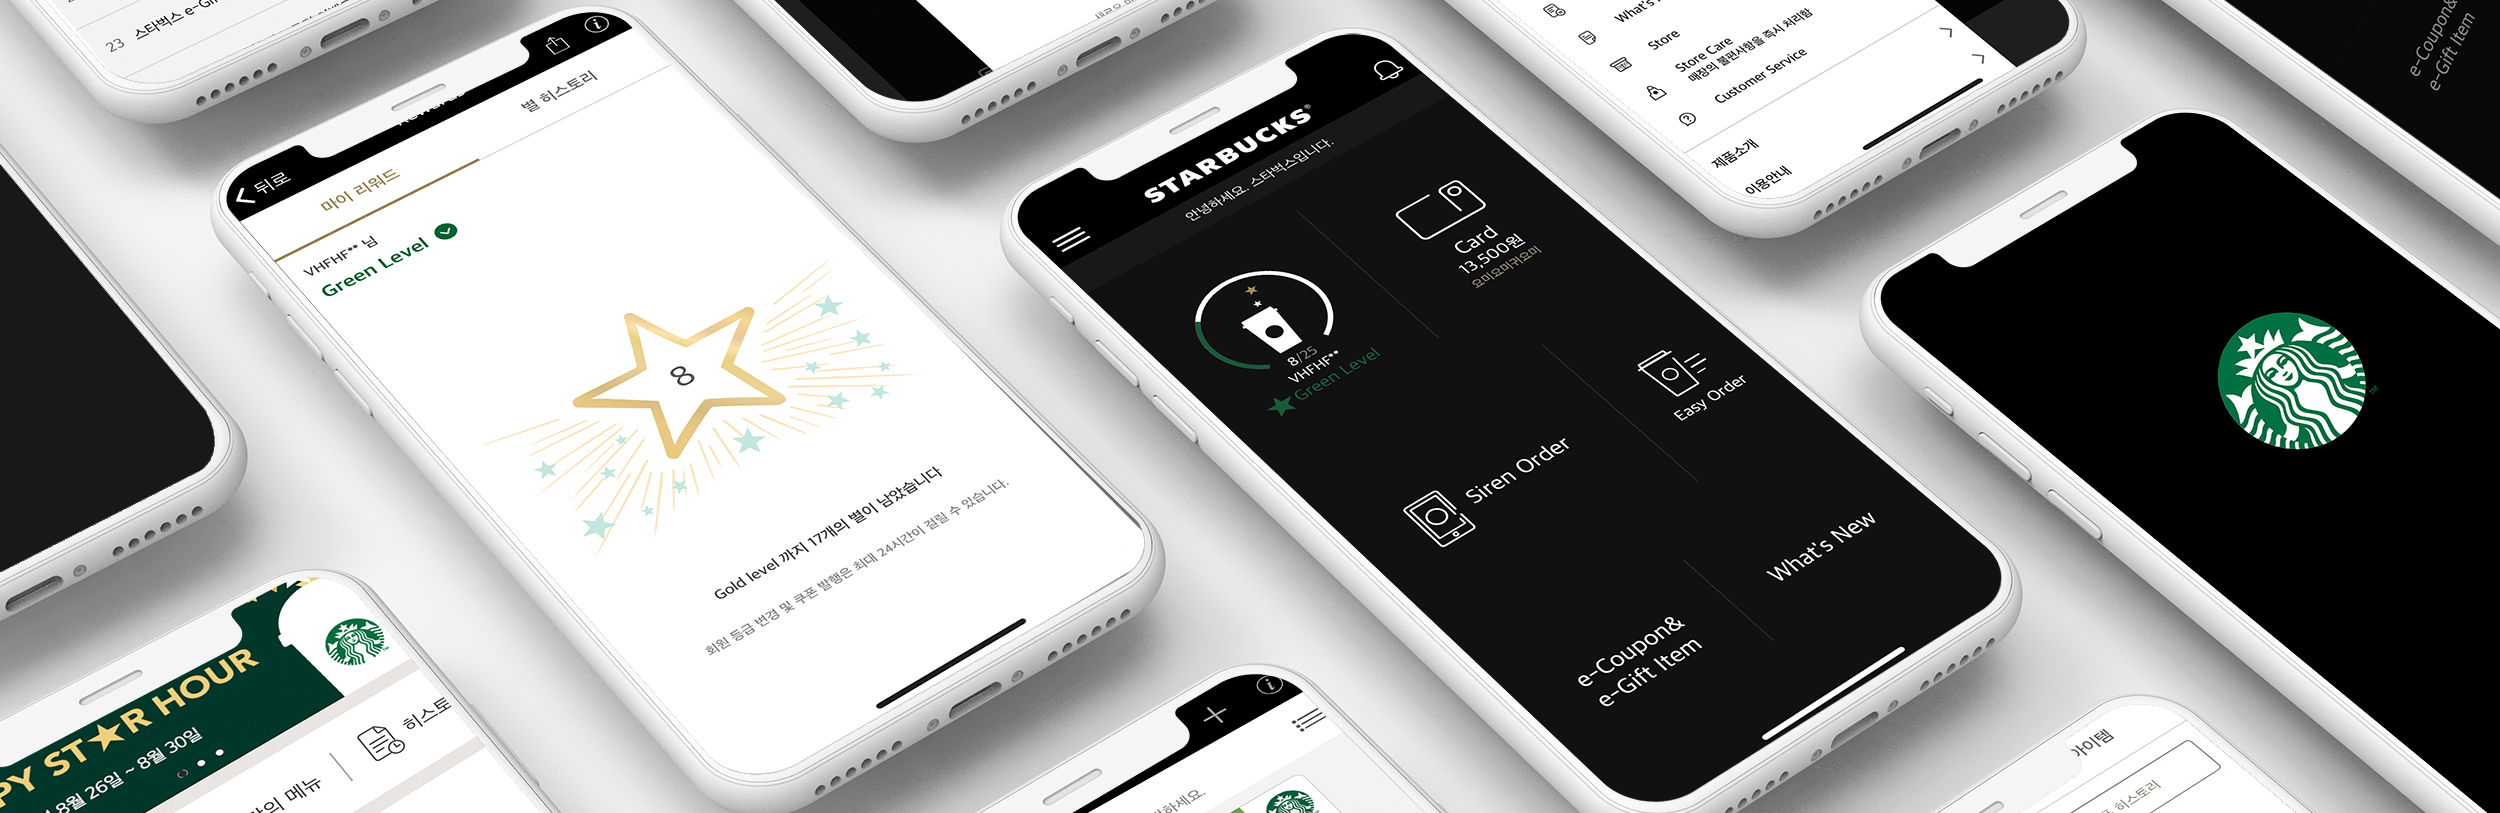 23 스타벅스 e-Gif
뒤로
마이 리워드
별 히스토리
VHFHF** 님
Green Level
8
Gold level 까지 17개의 별이 남았습니다
회원 등급 변경 및 쿠폰 발행은 최대 24시간이 걸릴 수 있습니다.
STARBUCKS®
안녕하세요. 스타벅스입니다.
8/25
VHFHF**
Green Level
Card
13,500원
요미요미귀요미
Easy Order
Siren Order
What's New
e-Coupon&
e-Gift Item
What's
Store
Store Care
매장의 불편사항을 즉시 처리함
Customer Service
제품소개
이용안내
e-Coupon&
e-Gift Item
TM
PY ST★R HOUR
8월 26일 ~ 8월 30일
의 메뉴
히스토
하세요.
아이템
히스토리